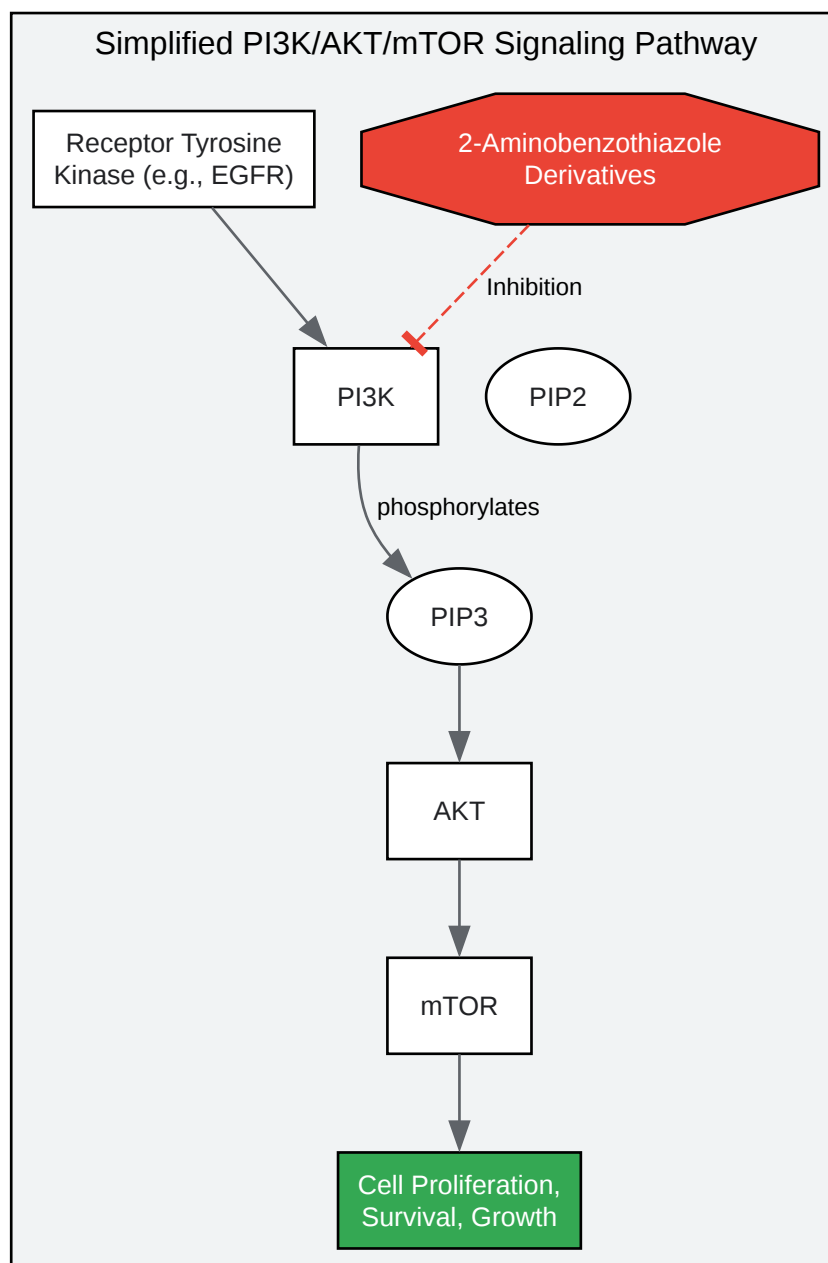 Simplified PI3K/AKT/mTOR Signaling Pathway
Receptor Tyrosine
Kinase (e.g., EGFR)
2-Aminobenzothiazole
Derivatives
Inhibition
PI3K
PIP2
phosphorylates
PIP3
AKT
mTOR
Cell Proliferation,
Survival, Growth